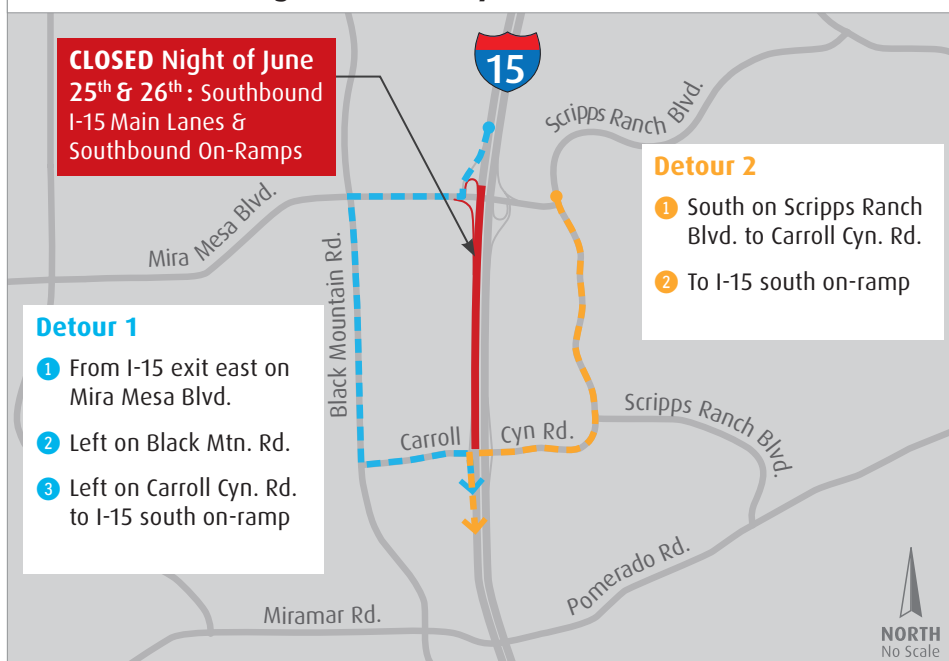 CLOSED Night of June
25th & 26th : Southbound
I-15 Main Lanes &
Southbound On-Ramps
15
Scripps Ranch Blvd.
Detour 2
1 South on Scripps Ranch
Blvd. to Carroll Cyn. Rd.
2 To I-15 south on-ramp
Mira Mesa Blvd.
Black Mountain Rd.
Detour 1
1 From I-15 exit east on
Mira Mesa Blvd.
2 Left on Black Mtn. Rd.
3 Left on Carroll Cyn. Rd.
to I-15 south on-ramp
Carroll Cyn Rd.
Scripps Ranch Blvd.
Miramar Rd.
Pomerado Rd.
NORTH
No Scale